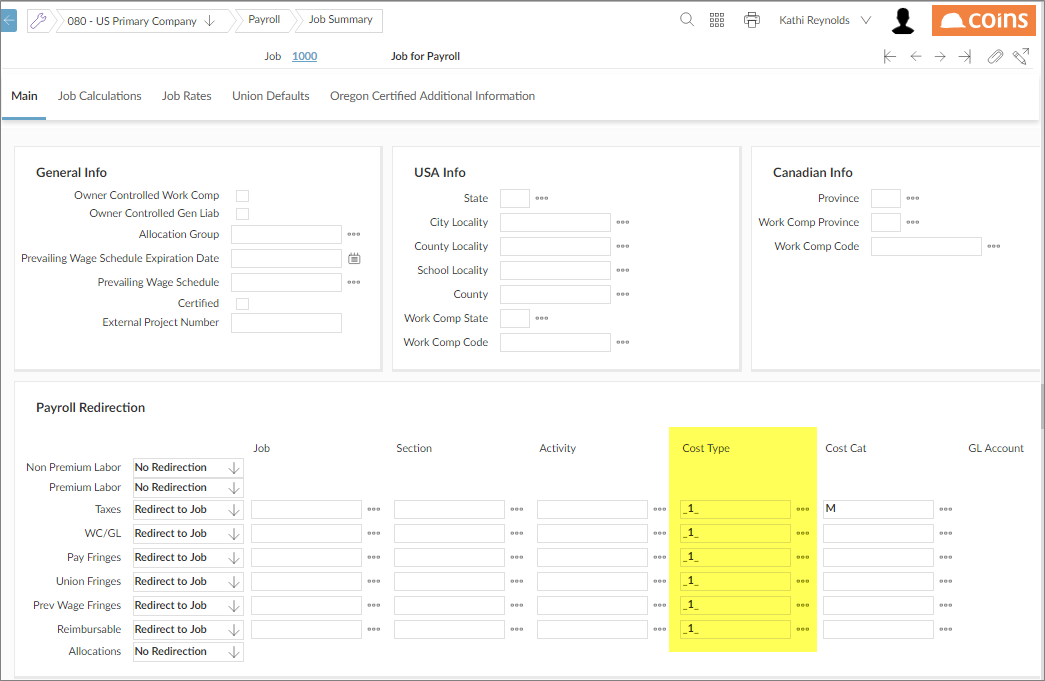 080 - US Primary Company Payroll Job Summary Kathi Reynolds coins
Job 1000 Job for Payroll
Main Job Calculations Job Rates Union Defaults Oregon Certified Additional Information
General Info
Owner Controlled Work Comp
Owner Controlled Gen Liab
Allocation Group
Prevailing Wage Schedule Expiration Date
Prevailing Wage Schedule
Certified
External Project Number
USA Info
State
City Locality
County Locality
School Locality
County
Work Comp State
Work Comp Code
Canadian Info
Province
Work Comp Province
Work Comp Code
Payroll Redirection
Job Section Activity Cost Type Cost Cat GL Account
Non Premium Labor No Redirection
Premium Labor No Redirection
Taxes Redirect to Job _1_ M
WC/GL Redirect to Job _1_
Pay Fringes Redirect to Job _1_
Union Fringes Redirect to Job _1_
Prev Wage Fringes Redirect to Job _1_
Reimbursable Redirect to Job _1_
Allocations No Redirection